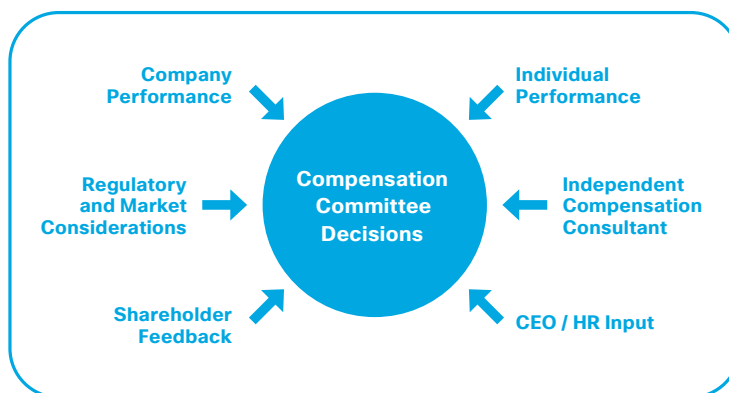 Company
Performance
Individual
Performance
Regulatory
and Market
Considerations
Compensation
Committee
Decisions
Independent
Compensation
Consultant
Shareholder
Feedback
CEO / HR Input